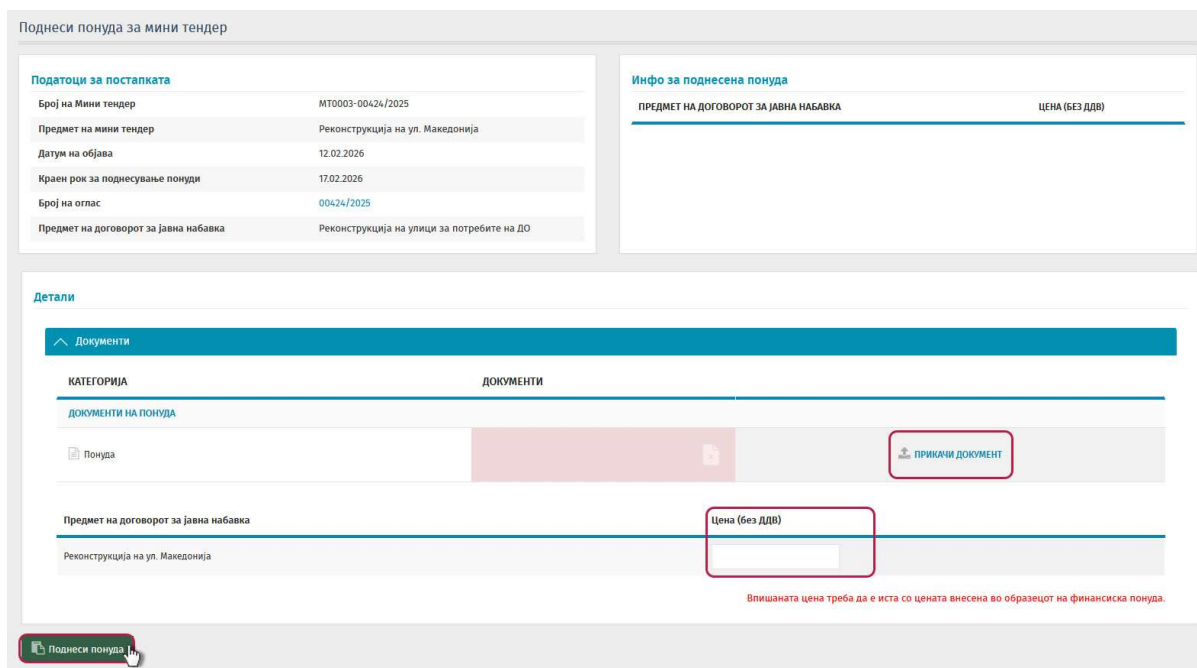 Поднеси понуда за мини тендер
Податоци за постапката
Број на Мини тендер МТ0003-00424/2025
Предмет на мини тендер Реконструкција на ул. Македонија
Датум на објава 12.02.2026
Краен рок за поднесување понуди 17.02.2026
Број на оглас 00424/2025
Предмет на договорот за јавна набавка Реконструкција на улици за потребите на ДО
Инфо за поднесена понуда
ПРЕДМЕТ НА ДОГОВОРОТ ЗА ЈАВНА НАБАВКА ЦЕНА (БЕЗ ДДВ)
Детали
Документи
КАТЕГОРИЈА ДОКУМЕНТИ
ДОКУМЕНТИ НА ПОНУДА
Понуда ПРИКАЧИ ДОКУМЕНТ
Предмет на договорот за јавна набавка Цена (без ДДВ)
Реконструкција на ул. Македонија
Впишаната цена треба да е иста со цената внесена во образецот на финансиска понуда.
Поднеси понуда